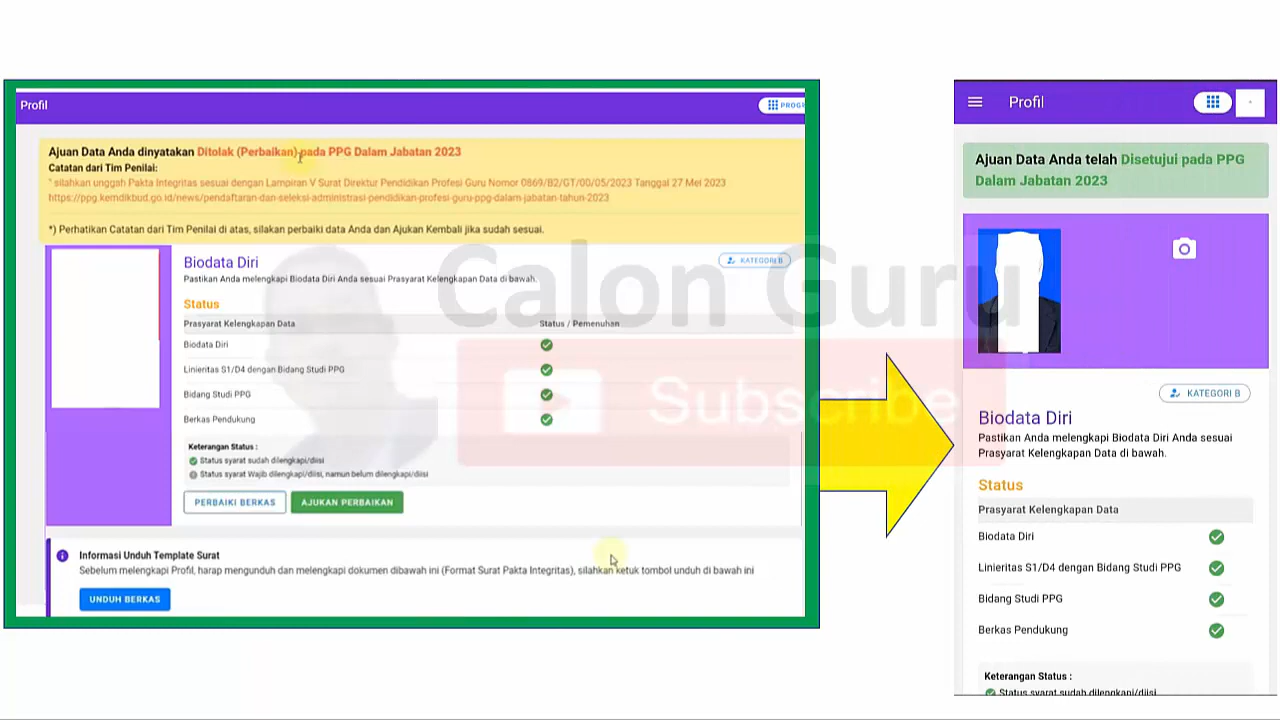 Profil
PROGR
Ajuan Data Anda dinyatakan Ditolak (Perbaikan) pada PPG Dalam Jabatan 2023
Catatan dari Tim Penilai:
" silahkan unggah Pakta Integritas sesuai dengan Lampiran V Surat Direktur Pendidikan Profesi Guru Nomor 0869/B2/GT/00/05/2023 Tanggal 27 Mei 2023
https://ppg.kemdikbud.go.id/news/pendaftaran-dan-seleksi-administrasi-pendidikan-profesi-guru-ppg-dalam-jabatan-tahun-2023
*) Perhatikan Catatan dari Tim Penilai di atas, silakan perbaiki data Anda dan Ajukan Kembali jika sudah sesuai.
Biodata Diri
KATEGORI B
Pastikan Anda melengkapi Biodata Diri Anda sesuai Prasyarat Kelengkapan Data di bawah.
Status
Prasyarat Kelengkapan Data Status / Pemenuhan
Biodata Diri
Linieritas S1/D4 dengan Bidang Studi PPG
Bidang Studi PPG
Berkas Pendukung
Keterangan Status :
Status syarat sudah dilengkapi/diisi
Status syarat Wajib dilengkapi/diisi, namun belum dilengkapi/diisi
PERBAIKI BERKAS AJUKAN PERBAIKAN
Informasi Unduh Template Surat
Sebelum melengkapi Profil, harap mengunduh dan melengkapi dokumen dibawah ini (Format Surat Pakta Integritas), silahkan ketuk tombol unduh di bawah ini
UNDUH BERKAS
Calon Guru
Subscribe
Profil
Ajuan Data Anda telah Disetujui pada PPG
Dalam Jabatan 2023
KATEGORI B
Biodata Diri
Pastikan Anda melengkapi Biodata Diri Anda sesuai
Prasyarat Kelengkapan Data di bawah.
Status
Prasyarat Kelengkapan Data
Biodata Diri
Linieritas S1/D4 dengan Bidang Studi PPG
Bidang Studi PPG
Berkas Pendukung
Keterangan Status :
Status syarat sudah dilengkapi/diisi